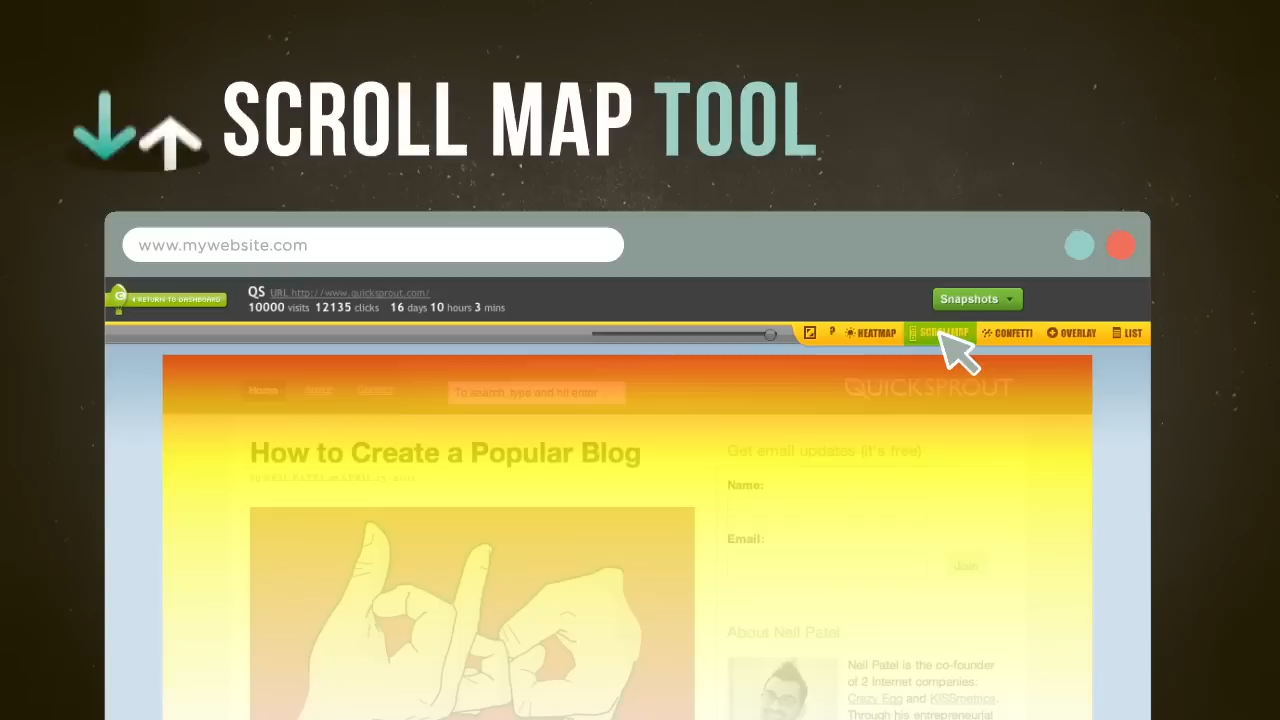 SCROLL MAP TOOL
www.mywebsite.com
RETURN TO DASHBOARD
QS URL http://www.quicksprout.com/
10000 visits 12135 clicks 16 days 10 hours 3 mins
Snapshots
? HEATMAP SCROLLMAP CONFETTI OVERLAY LIST
Home About Contact
To search, type and hit enter
QUICKSPROUT
How to Create a Popular Blog
Get email updates (it's free)
Name:
Email:
Join
About Neil Patel
Neil Patel is the co-founder
of 2 Internet companies:
Crazy Egg and KISSmetrics.
Through his entrepreneurial